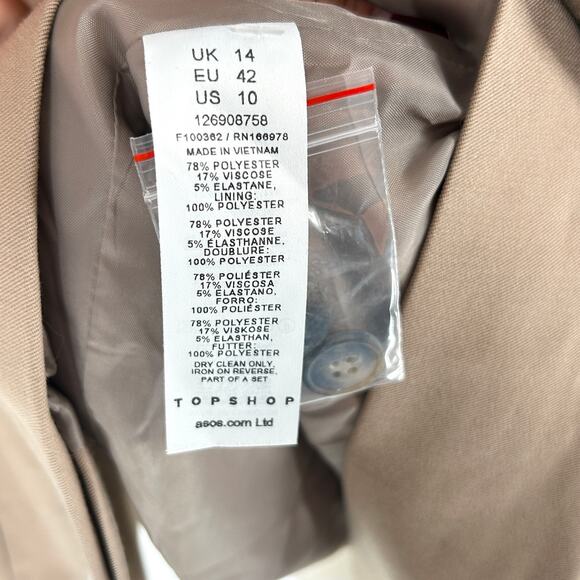 UK 14
EU 42
US 10
126908758
F100362 / RN166978
MADE IN VIETNAM
78% POLYESTER
17% VISCOSE
5% ELASTANE,
LINING:
100% POLYESTER
78% POLYESTER
17% VISCOSE
5% ÉLASTHANNE,
DOUBLURE:
100% POLYESTER
78% POLIÉSTER
17% VISCOSA
5% ELASTANO,
FORRO:
100% POLIÉSTER
78% POLYESTER
17% VISKOSE
5% ELASTHAN,
FUTTER:
100% POLYESTER
DRY CLEAN ONLY,
IRON ON REVERSE,
PART OF A SET
TOPSHOP
asos.com Ltd